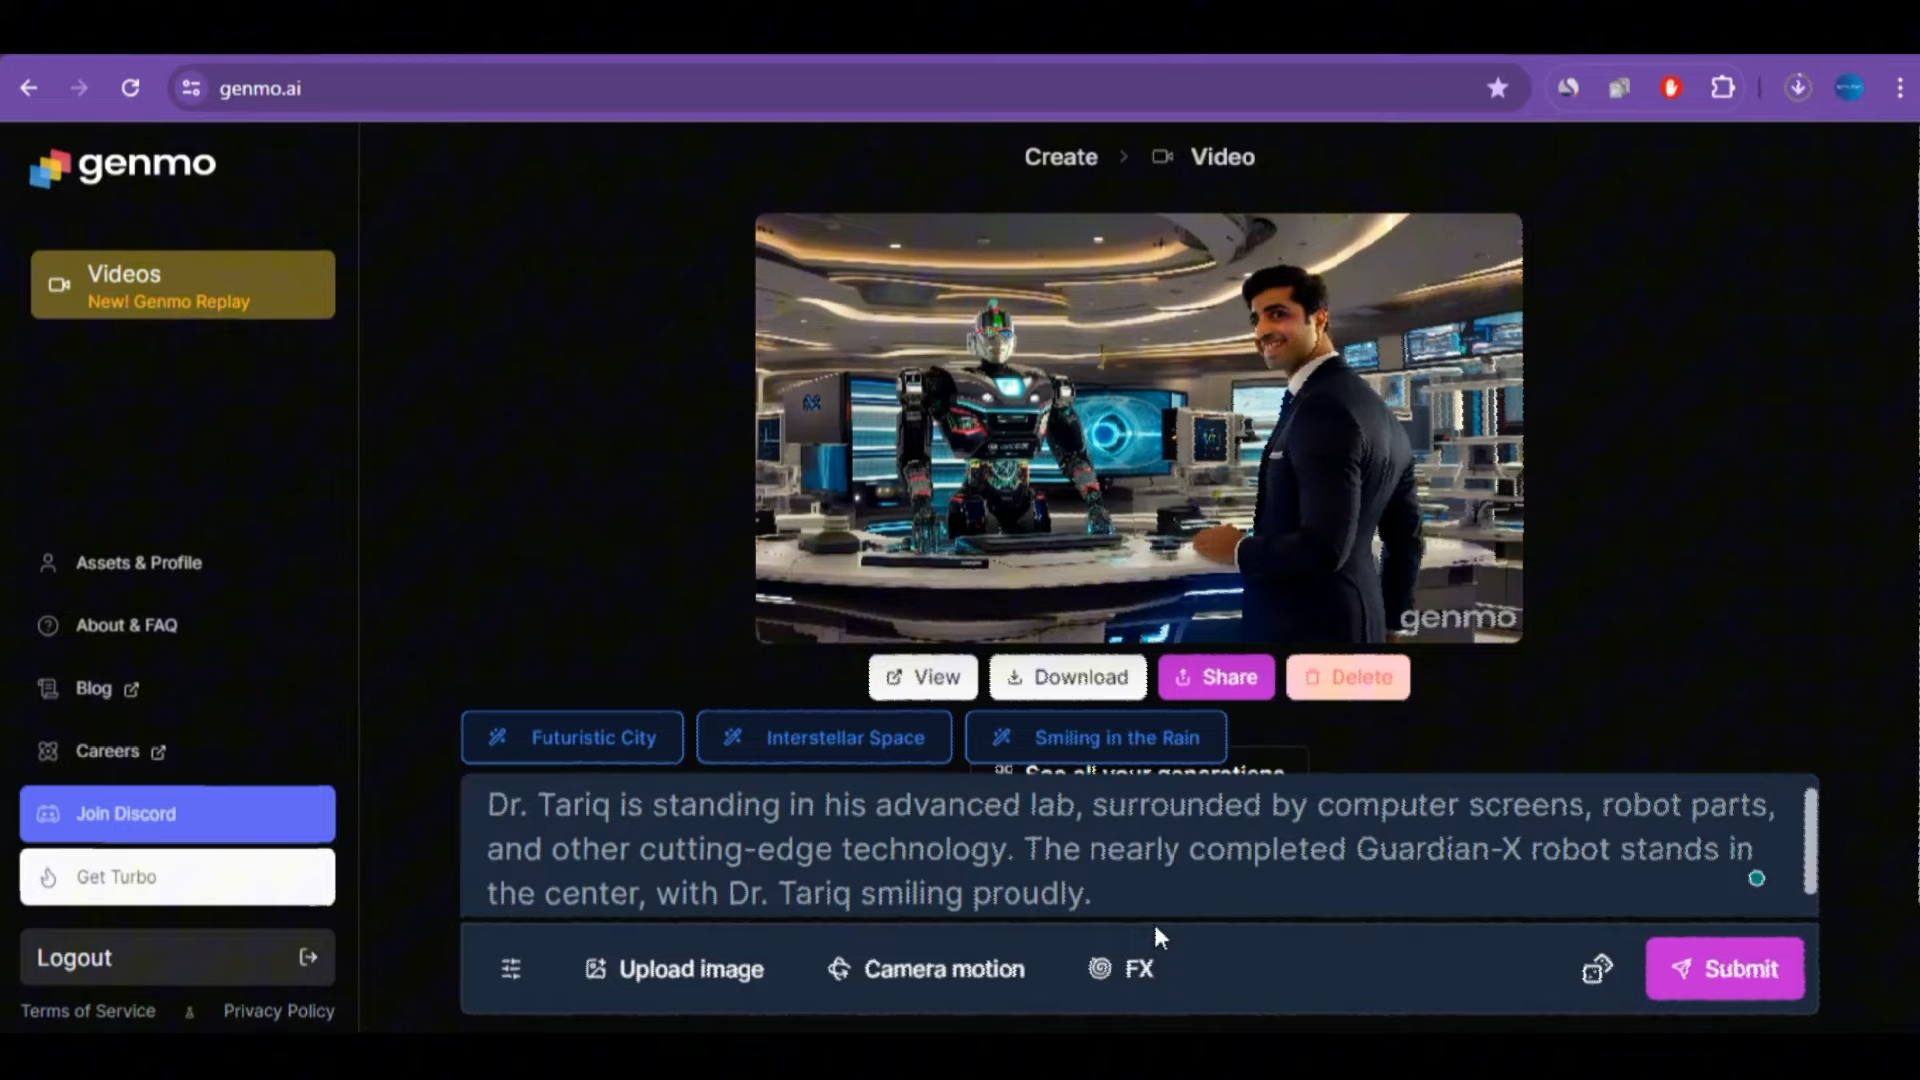 genmo.ai
genmo
Create > Video
Videos
New! Genmo Replay
genmo
Assets & Profile
About & FAQ
Blog
Careers
Join Discord
Get Turbo
Logout
Terms of Service
Privacy Policy
View
Download
Share
Delete
Futuristic City
Interstellar Space
Smiling in the Rain
See all your generations
Dr. Tariq is standing in his advanced lab, surrounded by computer screens, robot parts,
and other cutting-edge technology. The nearly completed Guardian-X robot stands in
the center, with Dr. Tariq smiling proudly.
Upload image
Camera motion
FX
Submit